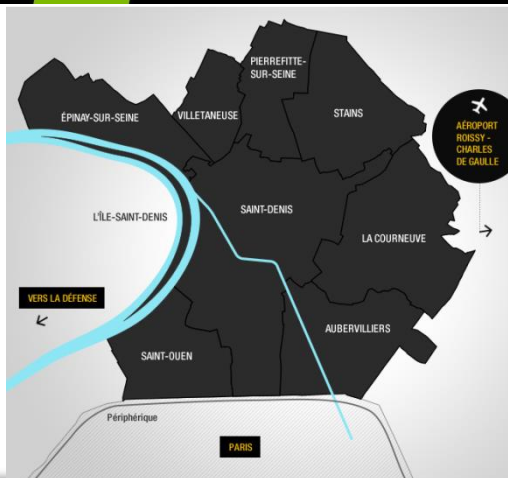 PIERREFITTE-
SUR-SEINE
ÉPINAY-SUR-SEINE
VILLETANEUSE
STAINS
AÉROPORT
ROISSY -
CHARLES
DE GAULLE
L'ÎLE-SAINT-DENIS
SAINT-DENIS
LA COURNEUVE
VERS LA DÉFENSE
AUBERVILLIERS
SAINT-OUEN
Périphérique
PARIS